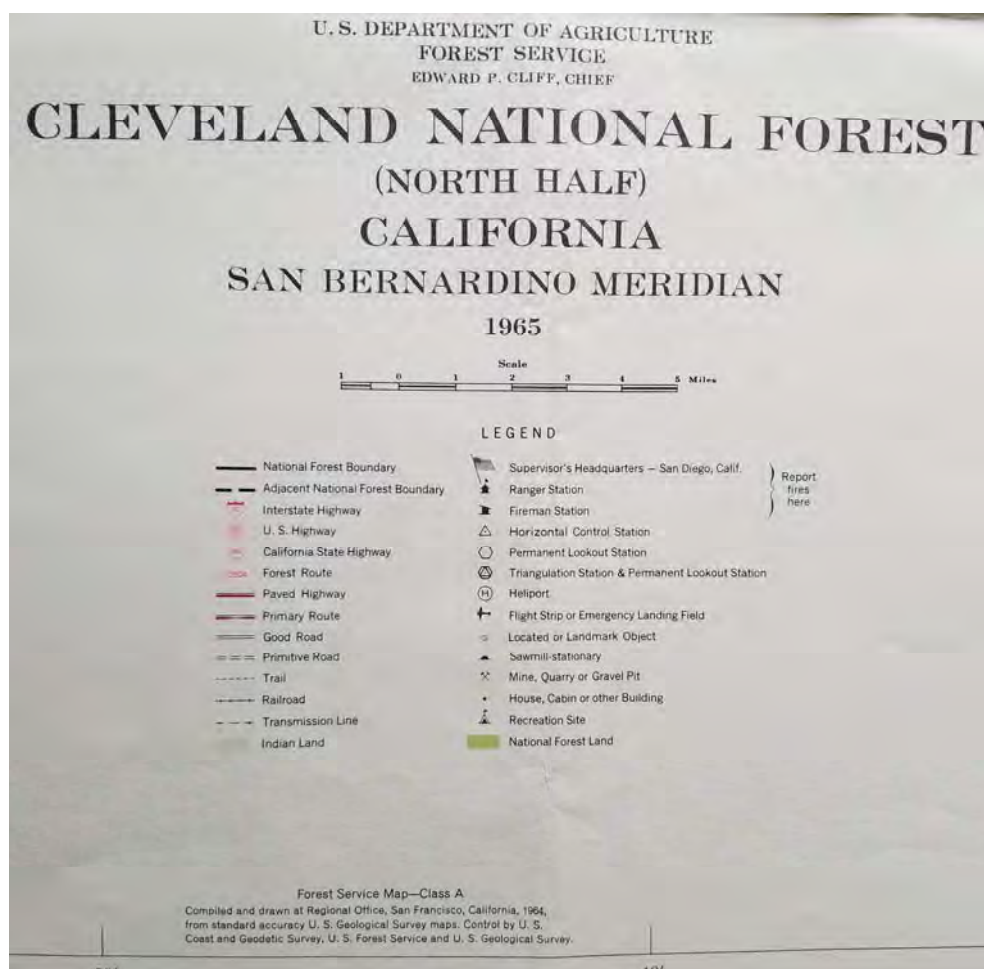 U. S. DEPARTMENT OF AGRICULTURE
FOREST SERVICE
EDWARD P. CLIFF, CHIEF
CLEVELAND NATIONAL FOREST
(NORTH HALF)
CALIFORNIA
SAN BERNARDINO MERIDIAN
1965
Scale
1 0 1 2 3 4 5 Miles
LEGEND
National Forest Boundary
Adjacent National Forest Boundary
Interstate Highway
U. S. Highway
California State Highway
Forest Route
Paved Highway
Primary Route
Good Road
Primitive Road
Trail
Railroad
Transmission Line
Indian Land
Supervisor's Headquarters – San Diego, Calif.
Ranger Station
Fireman Station
Report
fires
here
Horizontal Control Station
Permanent Lookout Station
Triangulation Station & Permanent Lookout Station
H Heliport
Flight Strip or Emergency Landing Field
Located or Landmark Object
Sawmill-stationary
Mine, Quarry or Gravel Pit
House, Cabin or other Building
Recreation Site
National Forest Land
Forest Service Map—Class A
Compiled and drawn at Regional Office, San Francisco, California, 1964,
from standard accuracy U. S. Geological Survey maps. Control by U. S.
Coast and Geodetic Survey, U. S. Forest Service and U. S. Geological Survey.